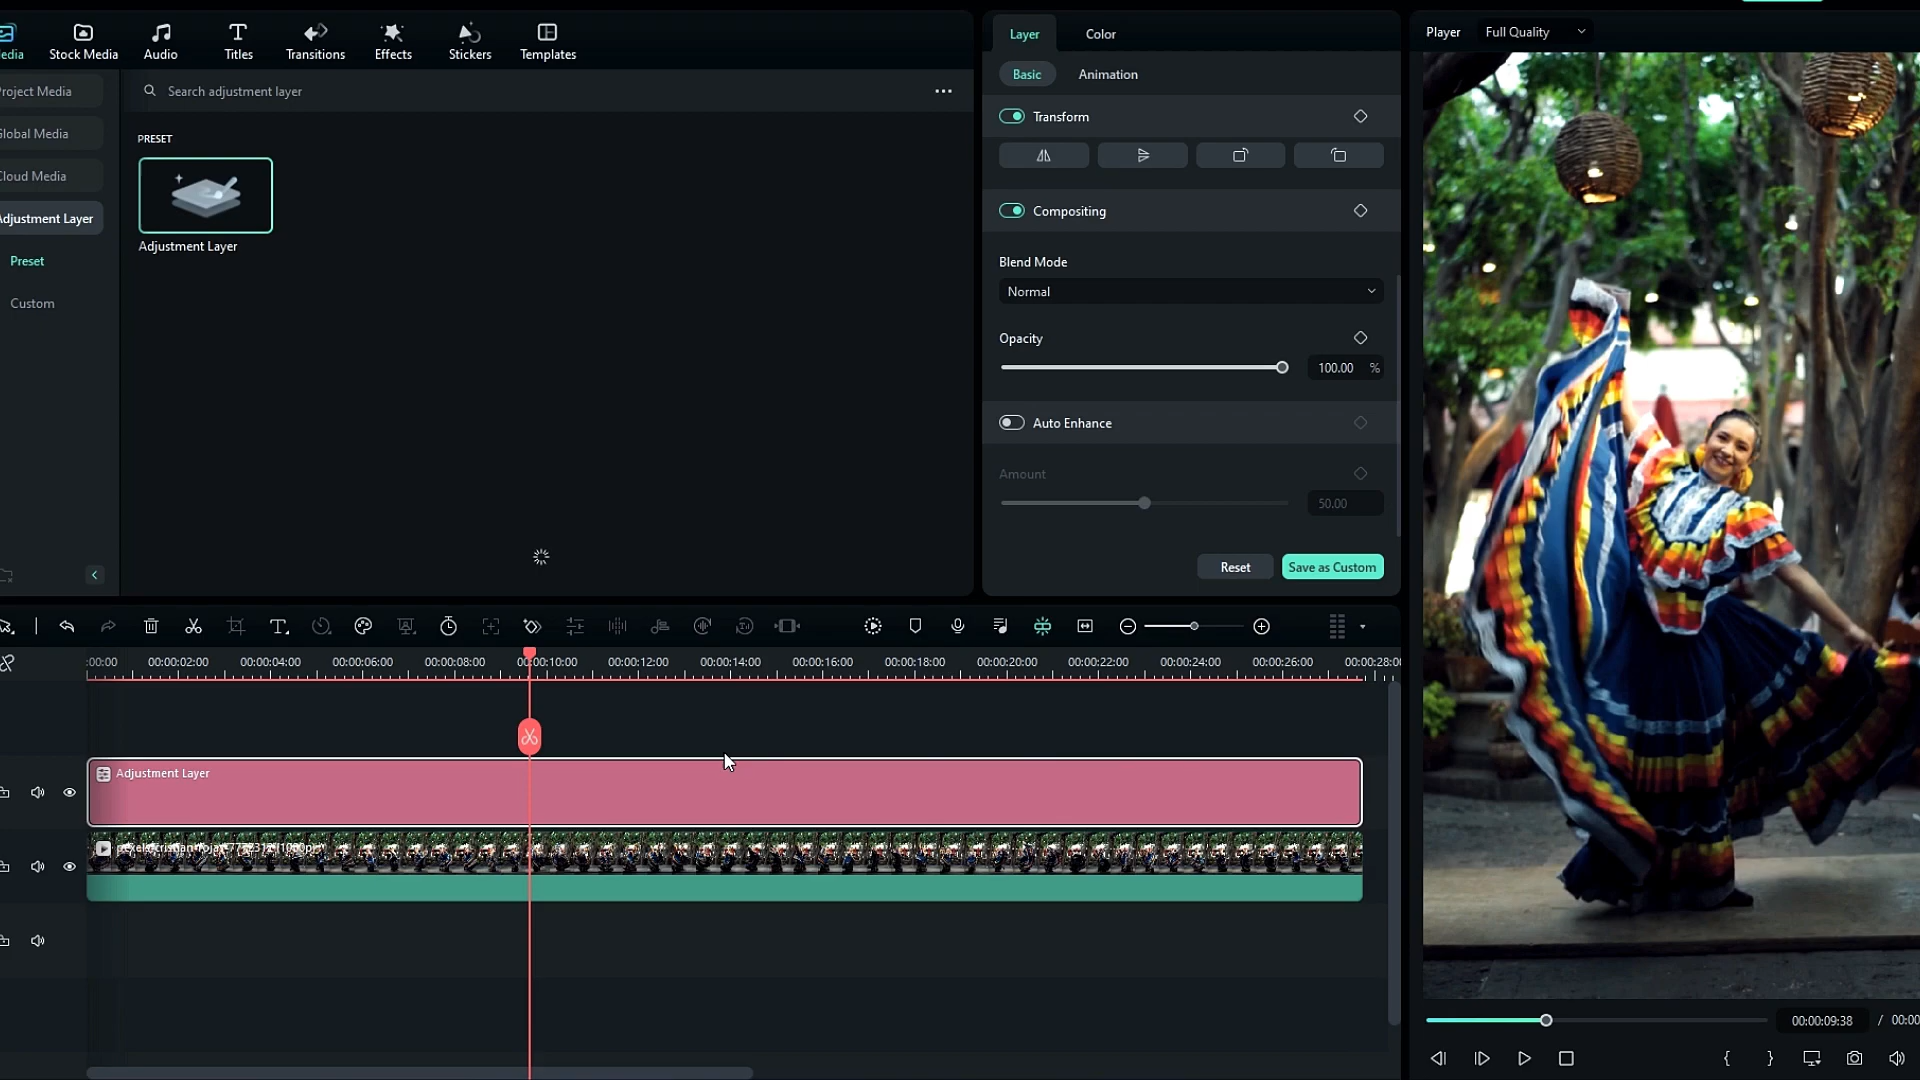 edia
Stock Media
Audio
Titles
Transitions
Effects
Stickers
Templates
roject Media
Global Media
Cloud Media
Adjustment Layer
Preset
Custom
Search adjustment layer
PRESET
Adjustment Layer
Layer
Color
Basic
Animation
Transform
Compositing
Blend Mode
Normal
Opacity
100.00 %
Auto Enhance
Amount
50.00
Reset
Save as Custom
Player
Full Quality
00:00:09:38 / 00:00
:00:00
00:00:02:00
00:00:04:00
00:00:06:00
00:00:08:00
00:00:10:00
00:00:12:00
00:00:14:00
00:00:16:00
00:00:18:00
00:00:20:00
00:00:22:00
00:00:24:00
00:00:26:00
00:00:28:00
Adjustment Layer